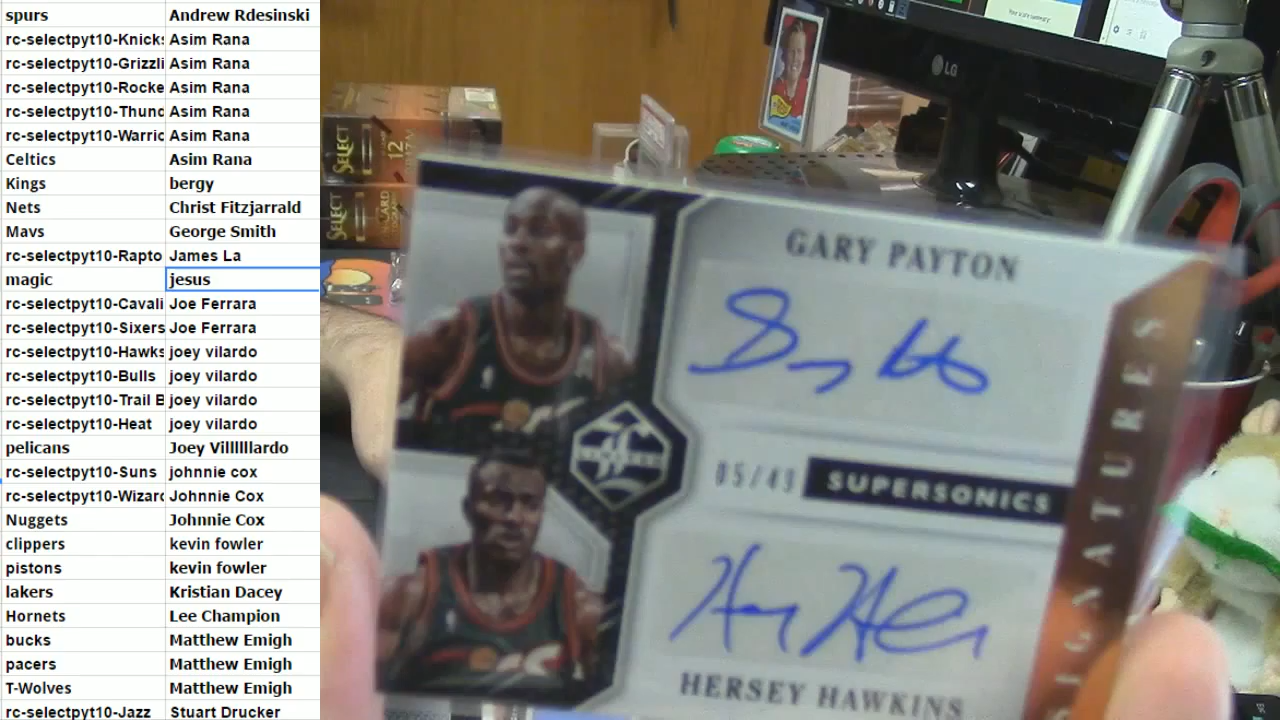 spurs Andrew Rdesinski
rc-selectpyt10-Knicks Asim Rana
rc-selectpyt10-Grizzli Asim Rana
rc-selectpyt10-Rocke Asim Rana
rc-selectpyt10-Thund Asim Rana
rc-selectpyt10-Warric Asim Rana
Celtics Asim Rana
Kings bergy
Nets Christ Fitzjarrald
Mavs George Smith
rc-selectpyt10-Rapto James La
magic jesus
rc-selectpyt10-Cavali Joe Ferrara
rc-selectpyt10-Sixers Joe Ferrara
rc-selectpyt10-Hawks joey vilardo
rc-selectpyt10-Bulls joey vilardo
rc-selectpyt10-Trail B joey vilardo
rc-selectpyt10-Heat joey vilardo
pelicans Joey Villllllardo
rc-selectpyt10-Suns johnnie cox
rc-selectpyt10-Wizard Johnnie Cox
Nuggets Johnnie Cox
clippers kevin fowler
pistons kevin fowler
lakers Kristian Dacey
Hornets Lee Champion
bucks Matthew Emigh
pacers Matthew Emigh
T-Wolves Matthew Emigh
rc-selectpyt10-Jazz Stuart Drucker
LG
SELECT
12
SELECT
GARY PAYTON
05/49
SUPERSONICS
HERSEY HAWKINS
SIGNATURES